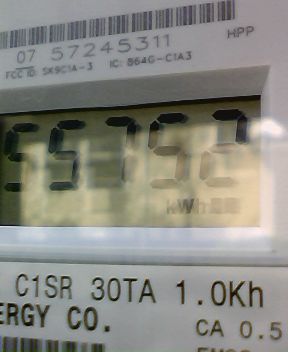 07 57245311 HPP
FCC ID: SK9C1A-3 IC: 864G-C1A3
55752
kWh
C1SR 30TA 1.0Kh
ERGY CO.
CA 0.5